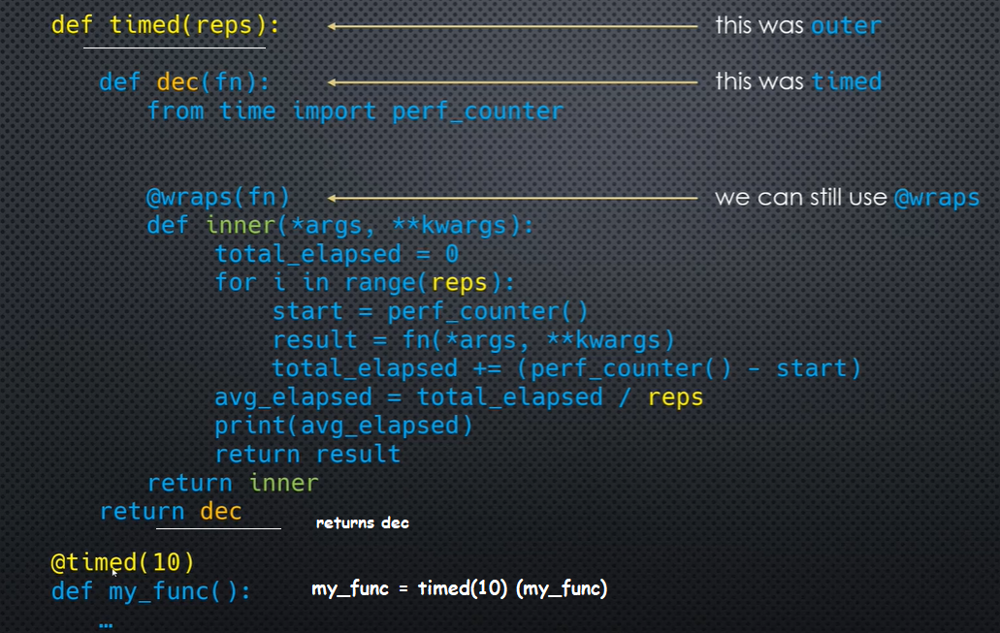 def timed(reps): this was outer
def dec(fn): this was timed
from time import perf_counter
@wraps(fn) we can still use @wraps
def inner(*args, **kwargs):
total_elapsed = 0
for i in range(reps):
start = perf_counter()
result = fn(*args, **kwargs)
total_elapsed += (perf_counter() - start)
avg_elapsed = total_elapsed / reps
print(avg_elapsed)
return result
return inner
return dec returns dec
@timed(10)
def my_func(): my_func = timed(10) (my_func)
…